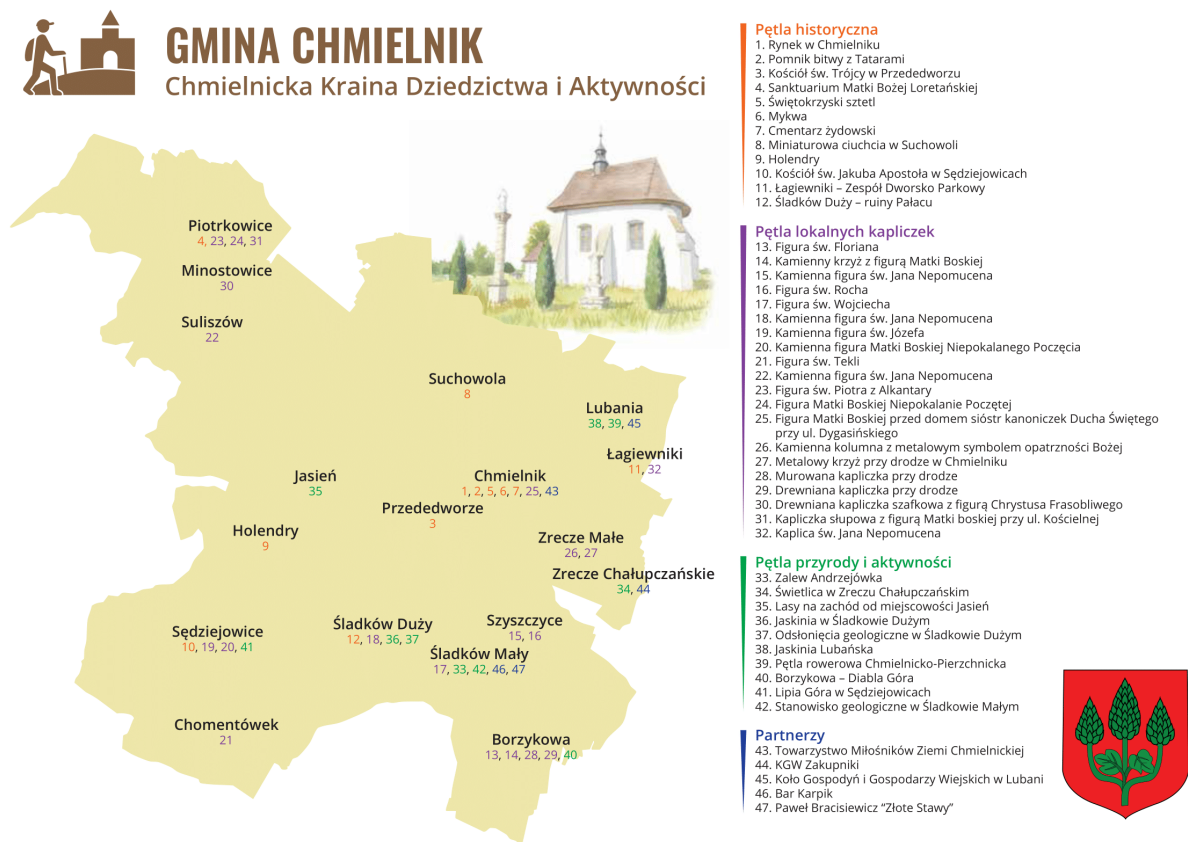 GMINA CHMIELNIK
Chmielnicka Kraina Dziedzictwa i Aktywności
Piotrkowice
4, 23, 24, 31
Minostowice
30
Suliszów
22
Suchowola
8
Lubania
38, 39, 45
Łagiewniki
11, 32
Jasień
35
Chmielnik
1, 2, 5, 6, 7, 25, 43
Przededworze
3
Holendry
9
Zrecze Małe
26, 27
Zrecze Chałupczańskie
34, 44
Sędziejowice
10, 19, 20, 41
Śladków Duży
12, 18, 36, 37
Szyszczyce
15, 16
Śladków Mały
17, 33, 42, 46, 47
Chomentówek
21
Borzykowa
13, 14, 28, 29, 40
Pętla historyczna
1. Rynek w Chmielniku
2. Pomnik bitwy z Tatarami
3. Kościół św. Trójcy w Przededworzu
4. Sanktuarium Matki Bożej Loretańskiej
5. Świętokrzyski sztetl
6. Mykwa
7. Cmentarz żydowski
8. Miniaturowa ciuchcia w Suchowoli
9. Holendry
10. Kościół św. Jakuba Apostoła w Sędziejowicach
11. Łagiewniki – Zespół Dworsko Parkowy
12. Śladków Duży – ruiny Pałacu
Pętla lokalnych kapliczek
13. Figura św. Floriana
14. Kamienny krzyż z figurą Matki Boskiej
15. Kamienna figura św. Jana Nepomucena
16. Figura św. Rocha
17. Figura św. Wojciecha
18. Kamienna figura św. Jana Nepomucena
19. Kamienna figura św. Józefa
20. Kamienna figura Matki Boskiej Niepokalanego Poczęcia
21. Figura św. Tekli
22. Kamienna figura św. Jana Nepomucena
23. Figura św. Piotra z Alkantary
24. Figura Matki Boskiej Niepokalanie Poczętej
25. Figura Matki Boskiej przed domem sióstr kanoniczek Ducha Świętego
przy ul. Dygasińskiego
26. Kamienna kolumna z metalowym symbolem opatrzności Bożej
27. Metalowy krzyż przy drodze w Chmielniku
28. Murowana kapliczka przy drodze
29. Drewniana kapliczka przy drodze
30. Drewniana kapliczka szafkowa z figurą Chrystusa Frasobliwego
31. Kapliczka słupowa z figurą Matki boskiej przy ul. Kościelnej
32. Kaplica św. Jana Nepomucena
Pętla przyrody i aktywności
33. Zalew Andrzejówka
34. Świetlica w Zreczu Chałupczańskim
35. Lasy na zachód od miejscowości Jasień
36. Jaskinia w Śladkowie Dużym
37. Odsłonięcia geologiczne w Śladkowie Dużym
38. Jaskinia Lubańska
39. Pętla rowerowa Chmielnicko-Pierzchnicka
40. Borzykowa – Diabla Góra
41. Lipia Góra w Sędziejowicach
42. Stanowisko geologiczne w Śladkowie Małym
Partnerzy
43. Towarzystwo Miłośników Ziemi Chmielnickiej
44. KGW Zakupniki
45. Koło Gospodyń i Gospodarzy Wiejskich w Lubani
46. Bar Karpik
47. Paweł Bracisiewicz “Złote Stawy”